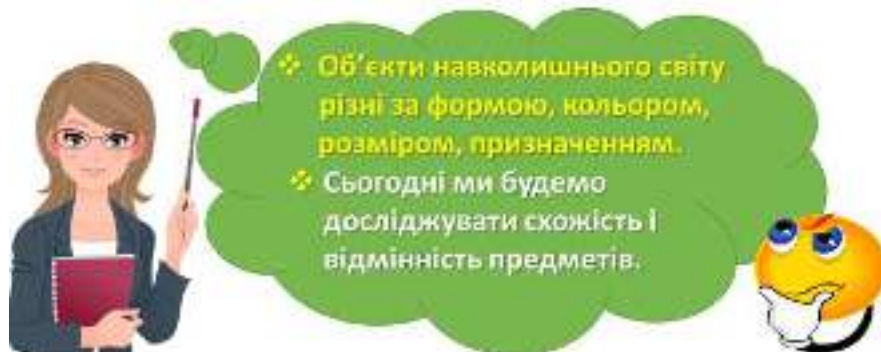 ❖ Об’єкти навколишнього світу
різні за формою, кольором,
розміром, призначенням.
❖ Сьогодні ми будемо
досліджувати схожість і
відмінність предметів.